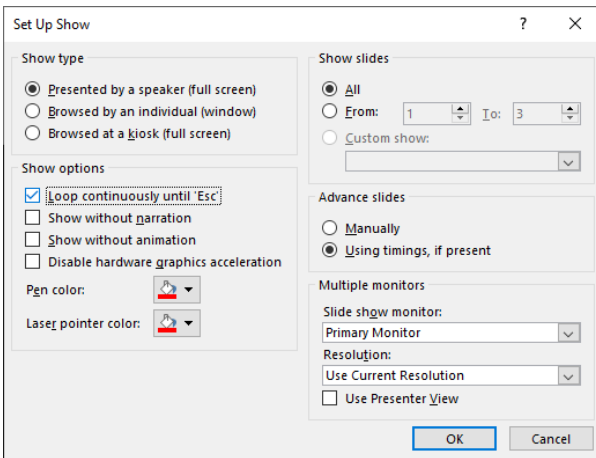 Set Up Show
?
Show type
Presented by a speaker (full screen)
Browsed by an individual (window)
Browsed at a kiosk (full screen)
Show options
Loop continuously until 'Esc'
Show without narration
Show without animation
Disable hardware graphics acceleration
Pen color:
Laser pointer color:
Show slides
All
From: 1 To: 3
Custom show:
Advance slides
Manually
Using timings, if present
Multiple monitors
Slide show monitor:
Primary Monitor
Resolution:
Use Current Resolution
Use Presenter View
OK Cancel